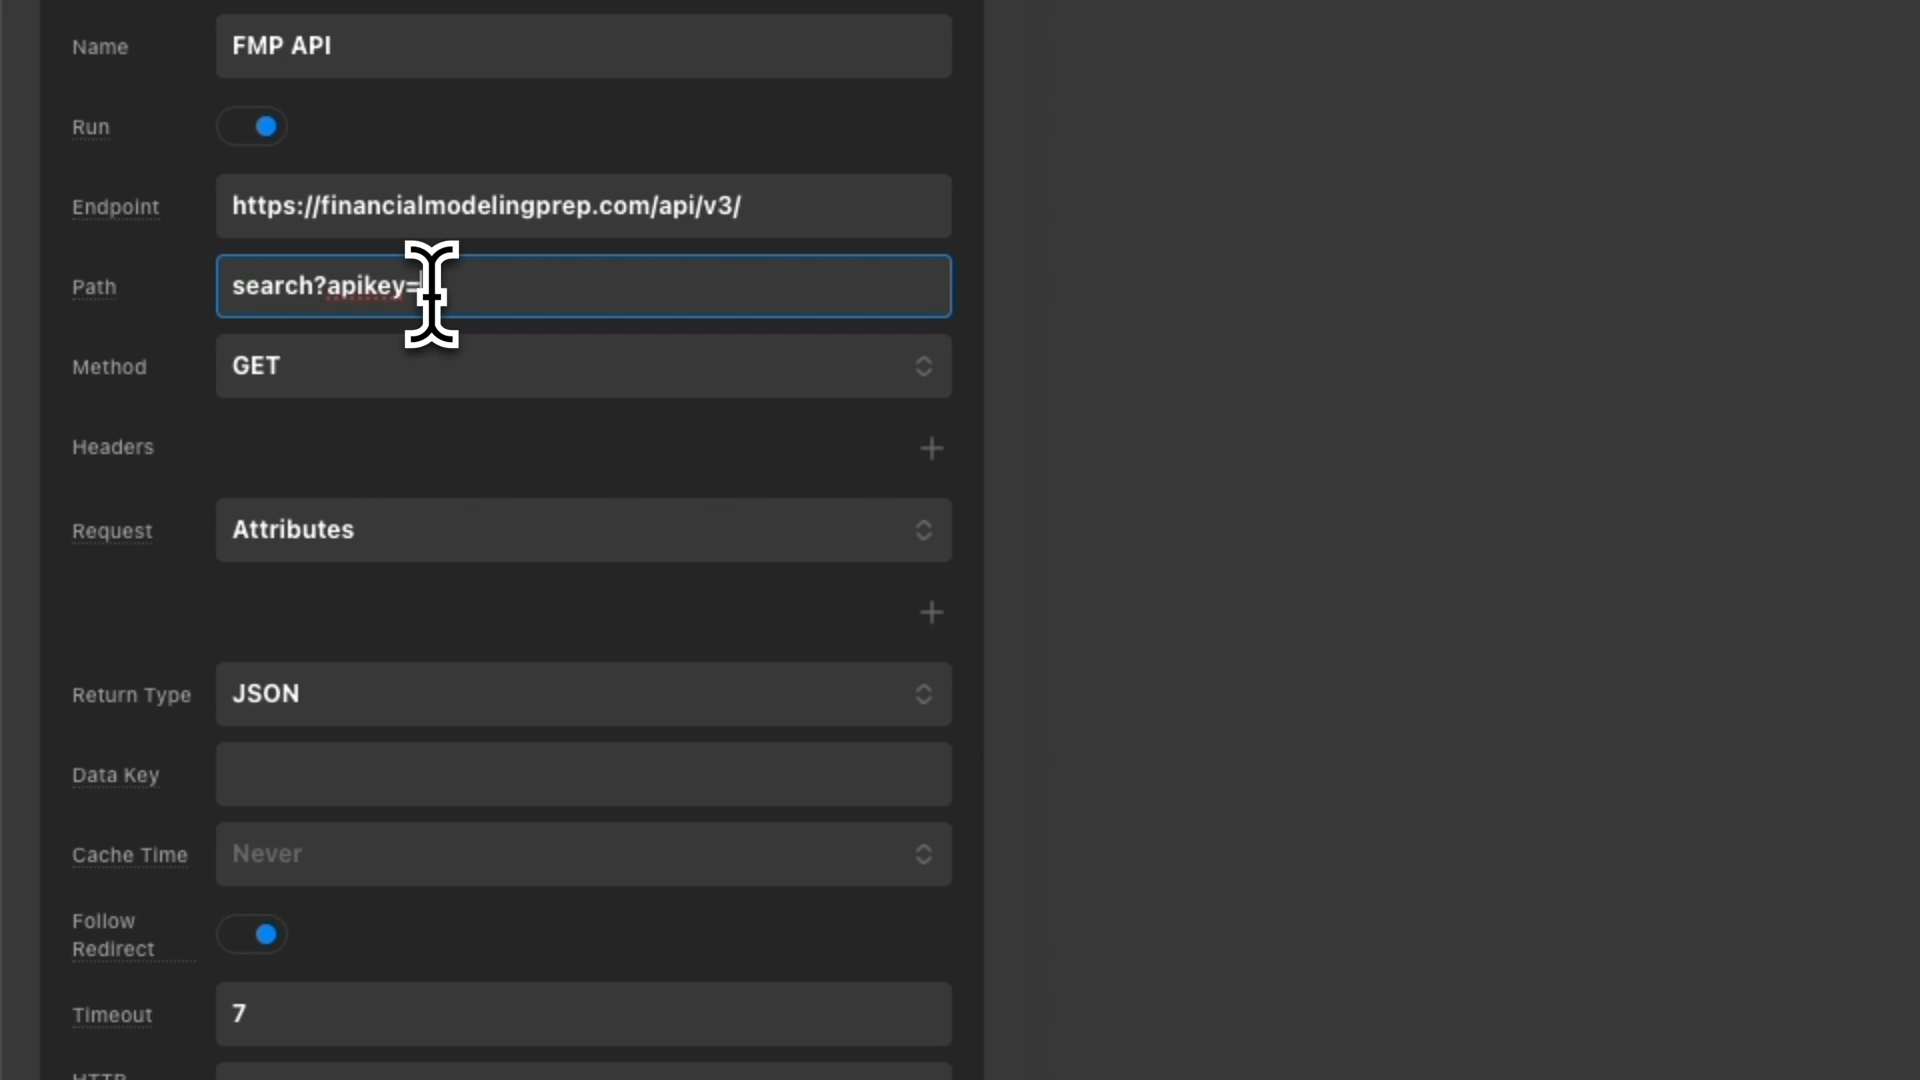 Name
FMP API
Run
Endpoint
https://financialmodelingprep.com/api/v3/
Path
search?apikey=
Method
GET
Headers
Request
Attributes
Return Type
JSON
Data Key
Cache Time
Never
Follow
Redirect
Timeout
7